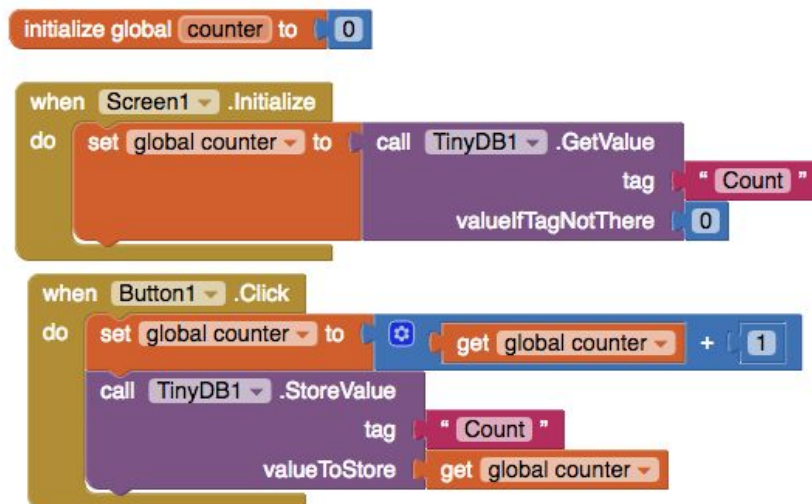 initialize global counter to 0
when Screen1 .Initialize
do set global counter to call TinyDB1 .GetValue
tag " Count "
valueIfTagNotThere 0
when Button1 .Click
do set global counter to get global counter + 1
call TinyDB1 .StoreValue
tag " Count "
valueToStore get global counter